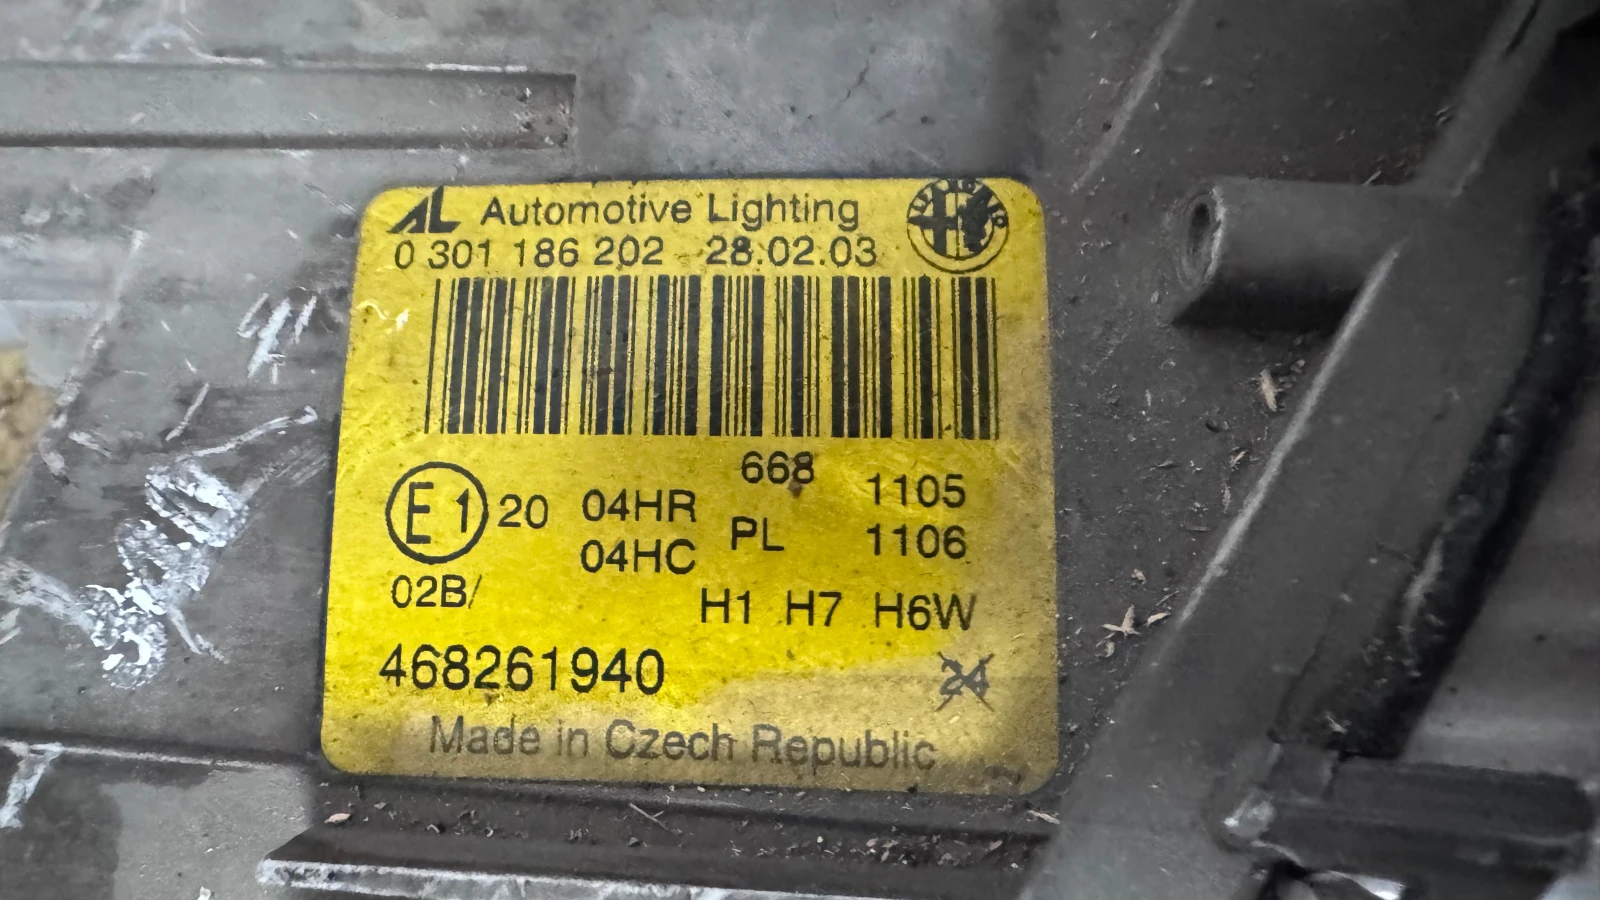 AL Automotive Lighting
0 301 186 202 28.02.03
668
E1 20 04HR PL 1105
04HC 1106
02B/
H1 H7 H6W
468261940
24
Made in Czech Republic